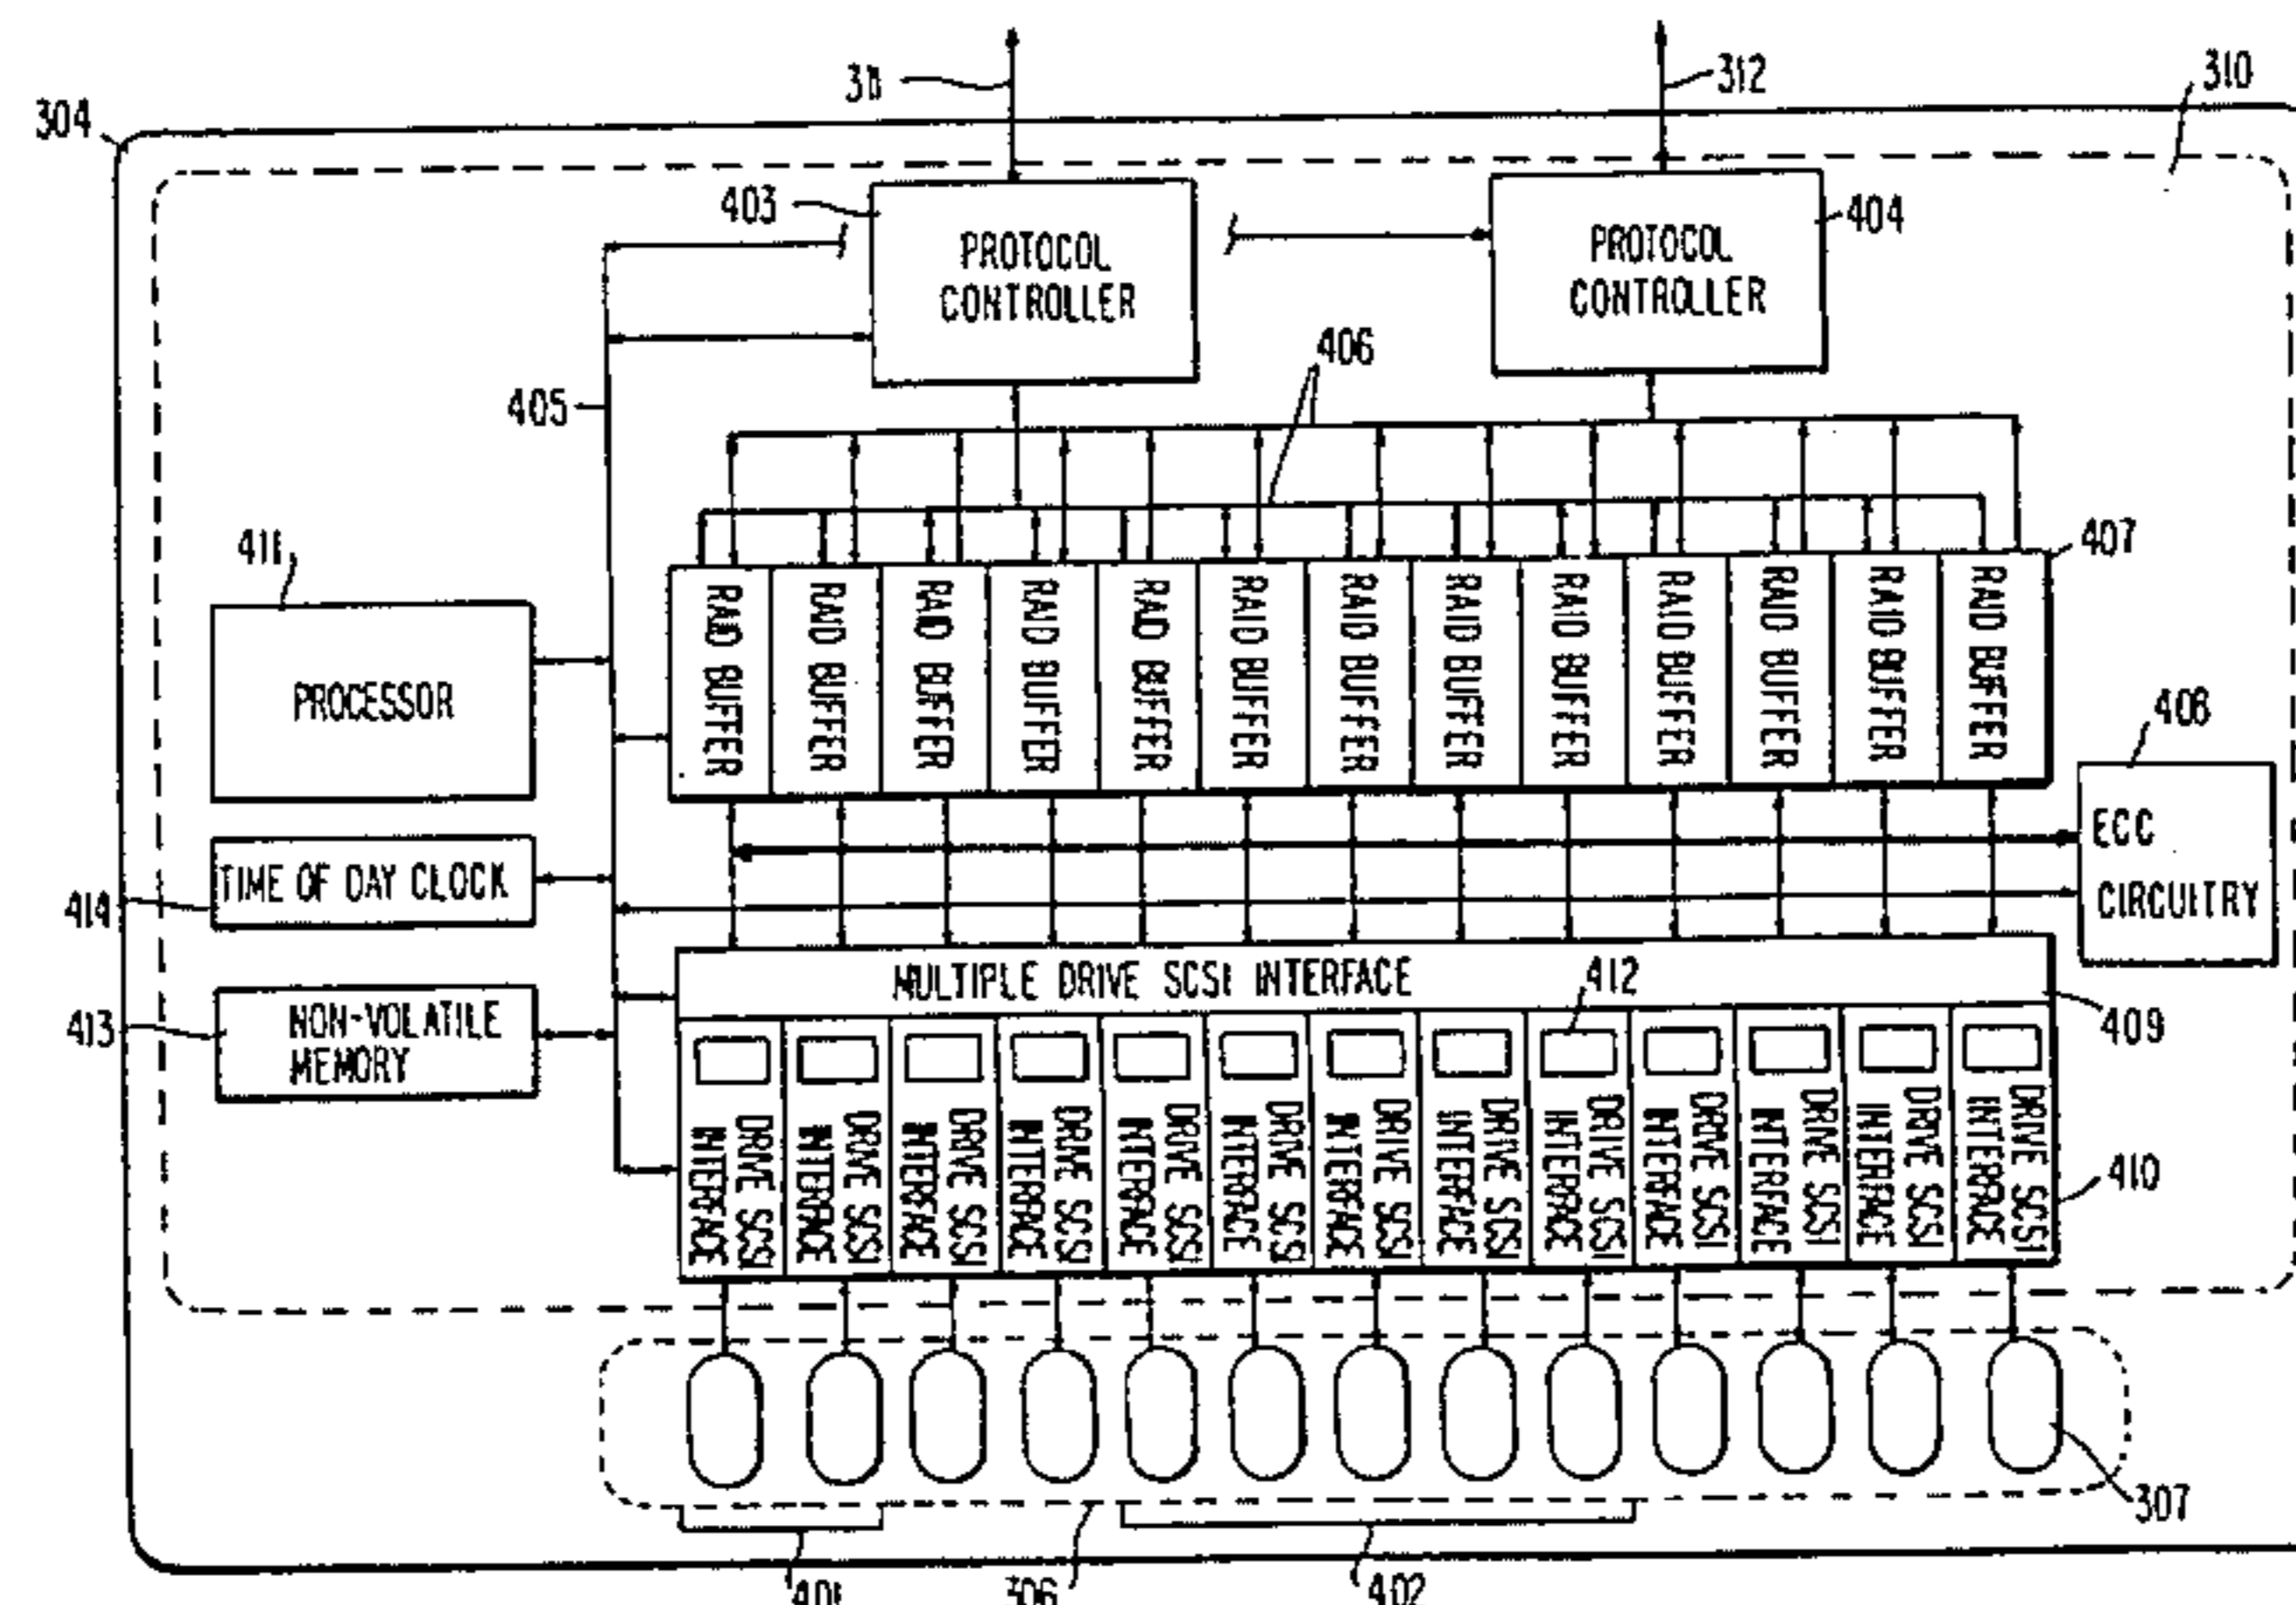 311
312
310
304
403
PROTOCOL
CONTROLLER
404
PROTOCOL
CONTROLLER
406
405
411
407
RAID BUFFER
RAID BUFFER
RAID BUFFER
RAID BUFFER
RAID BUFFER
RAID BUFFER
RAID BUFFER
RAID BUFFER
RAID BUFFER
RAID BUFFER
RAID BUFFER
RAID BUFFER
RAID BUFFER
PROCESSOR
408
ECC
CIRCUITRY
TIME OF DAY CLOCK
414
MULTIPLE DRIVE SCSI INTERFACE
412
409
413
NON-VOLATILE
MEMORY
DRIVE SCSI
INTERFACE
DRIVE SCSI
INTERFACE
DRIVE SCSI
INTERFACE
DRIVE SCSI
INTERFACE
DRIVE SCSI
INTERFACE
DRIVE SCSI
INTERFACE
DRIVE SCSI
INTERFACE
DRIVE SCSI
INTERFACE
DRIVE SCSI
INTERFACE
DRIVE SCSI
INTERFACE
DRIVE SCSI
INTERFACE
DRIVE SCSI
INTERFACE
DRIVE SCSI
INTERFACE
410
307
401
306
402